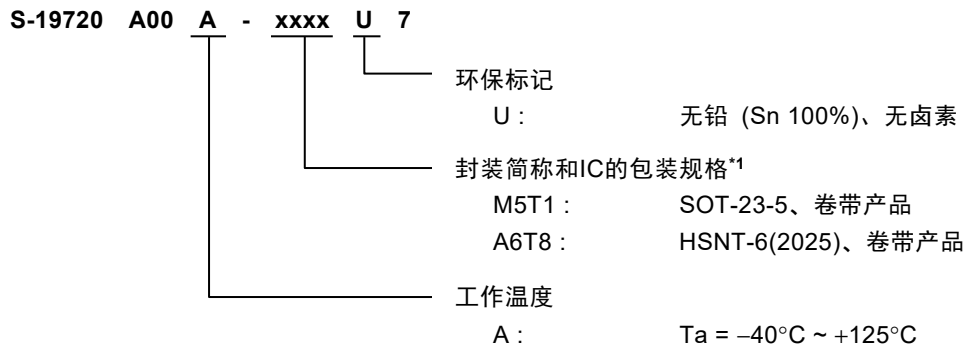 S-19720 A00 A - xxxx U 7
环保标记
U : 无铅 (Sn 100%)、无卤素
封装简称和IC的包装规格*1
M5T1 : SOT-23-5、卷带产品
A6T8 : HSNT-6(2025)、卷带产品
工作温度
A : Ta = −40°C ~ +125°C